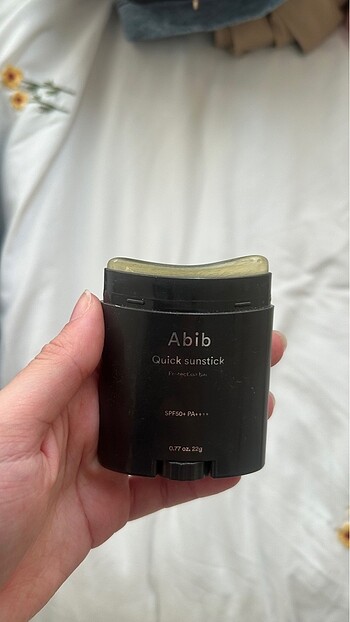 Abib
Quick sunstick
SPF50+ PA++++
0.77 oz. 22g